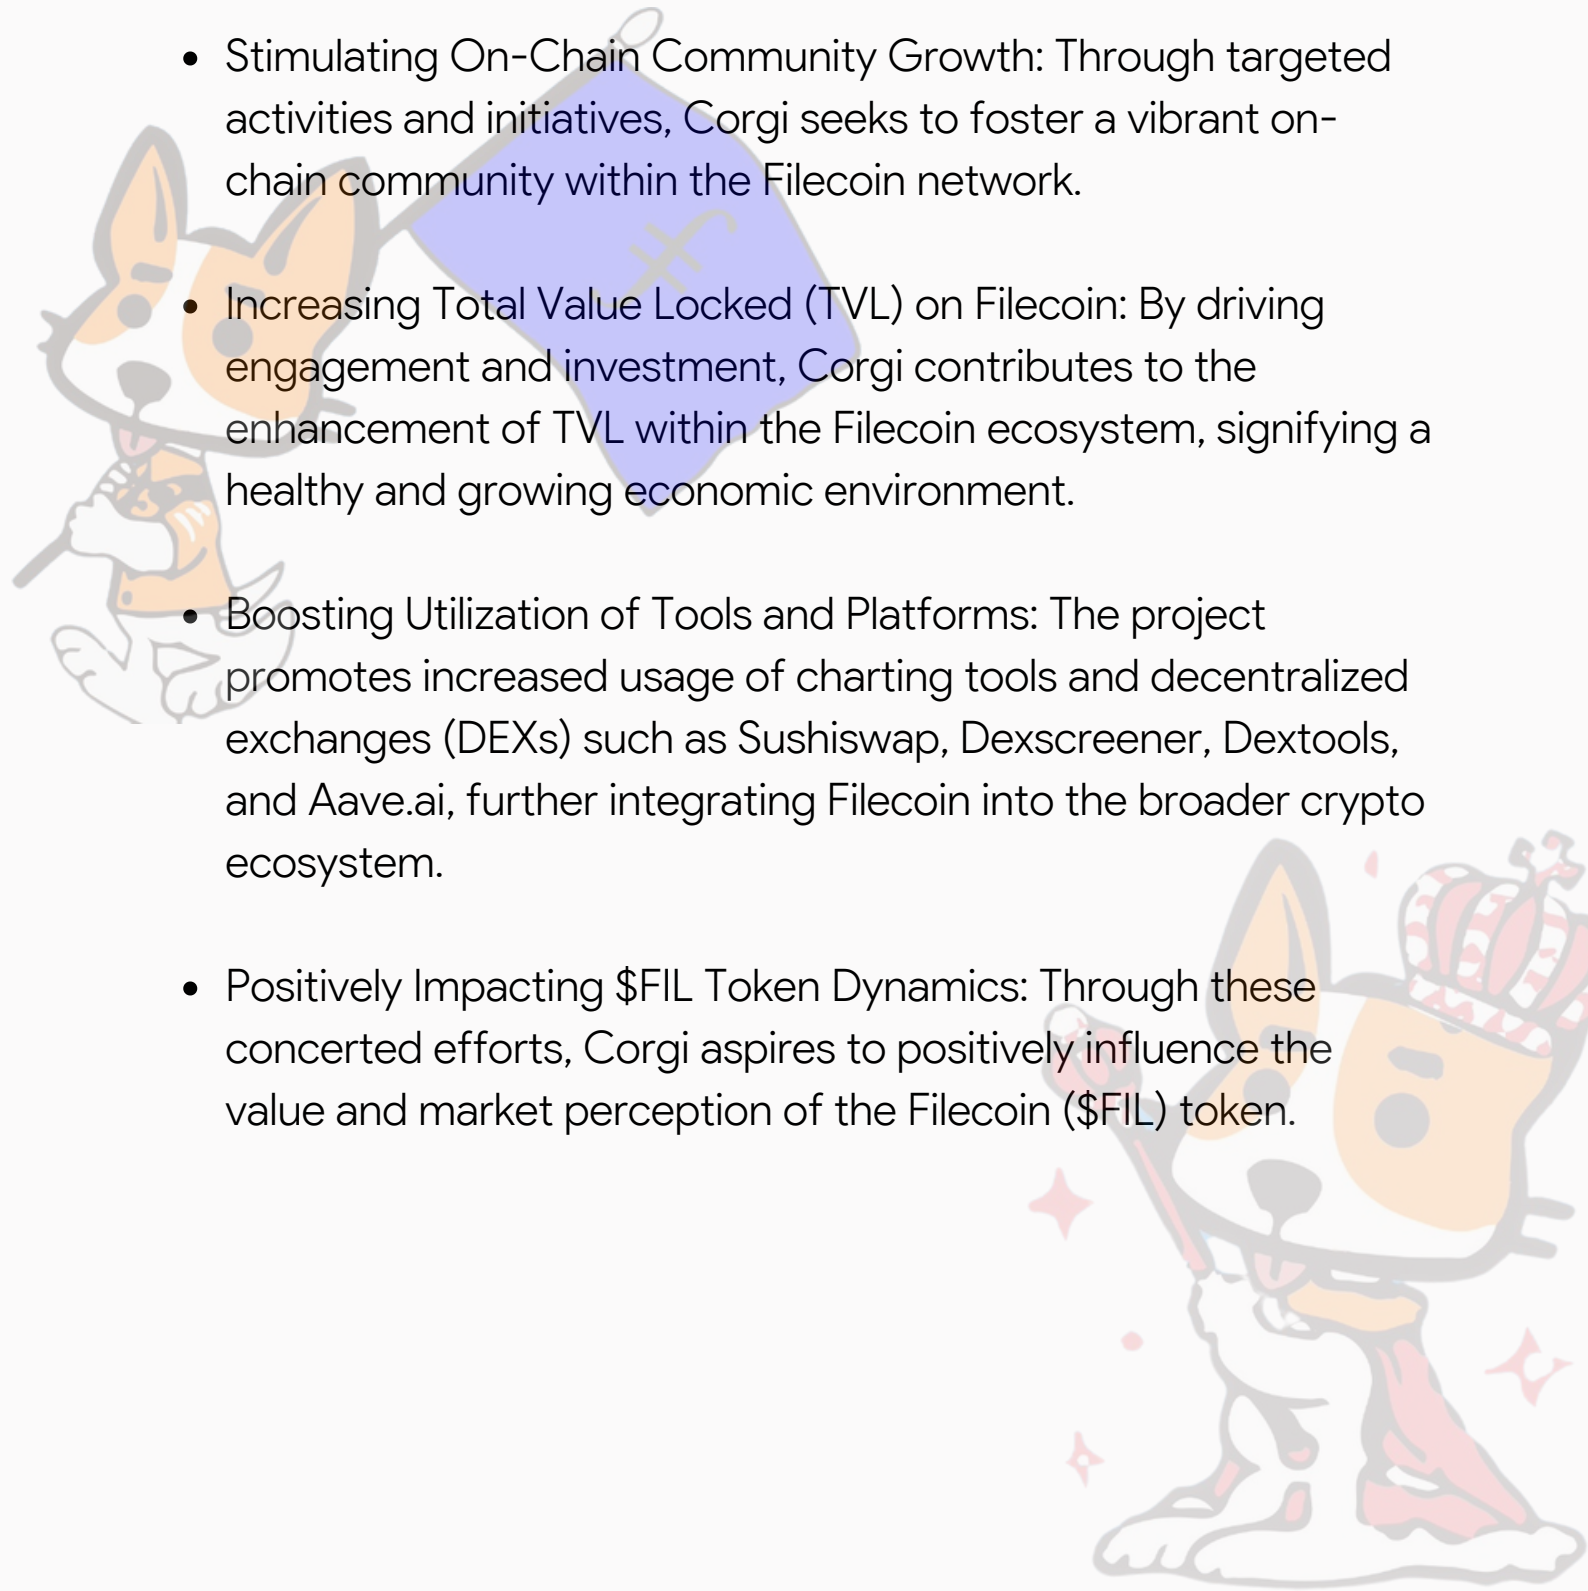 • Stimulating On-Chain Community Growth: Through targeted
activities and initiatives, Corgi seeks to foster a vibrant on-
chain community within the Filecoin network.
• Increasing Total Value Locked (TVL) on Filecoin: By driving
engagement and investment, Corgi contributes to the
enhancement of TVL within the Filecoin ecosystem, signifying a
healthy and growing economic environment.
• Boosting Utilization of Tools and Platforms: The project
promotes increased usage of charting tools and decentralized
exchanges (DEXs) such as Sushiswap, Dexscreener, Dextools,
and Aave.ai, further integrating Filecoin into the broader crypto
ecosystem.
• Positively Impacting $FIL Token Dynamics: Through these
concerted efforts, Corgi aspires to positively influence the
value and market perception of the Filecoin ($FIL) token.